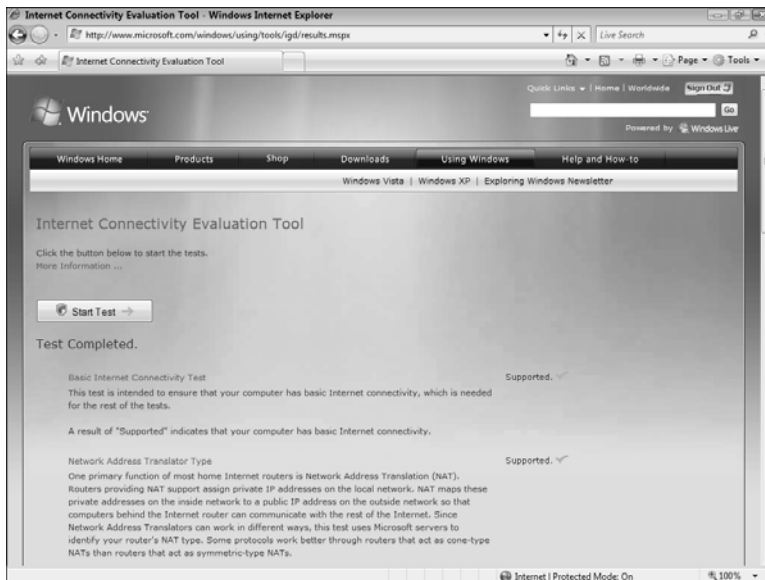 Internet Connectivity Evaluation Tool - Windows Internet Explorer
http://www.microsoft.com/windows/using/tools/igd/results.mspx
Live Search
Internet Connectivity Evaluation Tool
Page
Tools
Quick Links | Home | Worldwide
Sign Out
Windows
Go
Powered by Windows Live
Windows Home Products Shop Downloads Using Windows Help and How-to
Windows Vista | Windows XP | Exploring Windows Newsletter
Internet Connectivity Evaluation Tool
Click the button below to start the tests.
More Information ...
Start Test
Test Completed.
Basic Internet Connectivity Test Supported.
This test is intended to ensure that your computer has basic Internet connectivity, which is needed
for the rest of the tests.
A result of "Supported" indicates that your computer has basic Internet connectivity.
Network Address Translator Type Supported.
One primary function of most home Internet routers is Network Address Translation (NAT).
Routers providing NAT support assign private IP addresses on the local network. NAT maps these
private addresses on the inside network to a public IP address on the outside network so that
computers behind the Internet router can communicate with the rest of the Internet. Since
Network Address Translators can work in different ways, this test uses Microsoft servers to
identify your router's NAT type. Some protocols work better through routers that act as cone-type
NATs than routers that act as symmetric-type NATs.
Internet | Protected Mode: On 100%